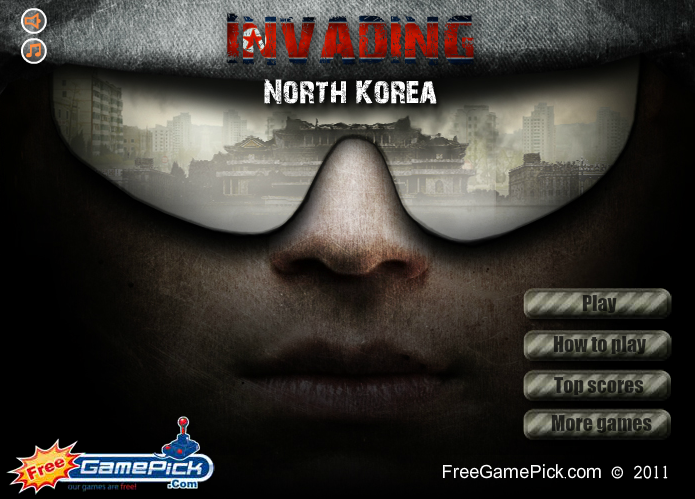 INVADING
NORTH KOREA
Play
How to play
Top scores
More games
Free GamePick
.Com
our games are free!
FreeGamePick.com © 2011